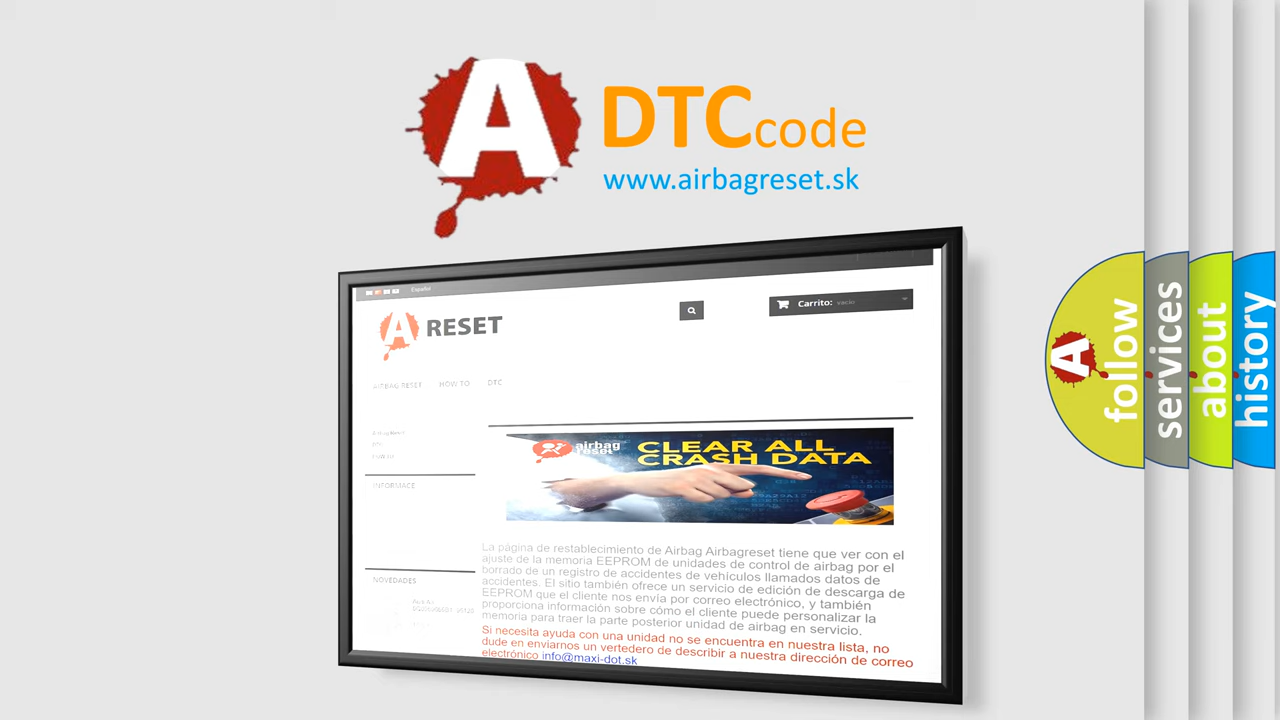 A DTCcode
www.airbagreset.sk
Español
A RESET
Carrito: vacío
AIRBAG RESET HOW TO DTC
INFORMACE
airbag
reset
CLEAR ALL
CRASH DATA
La página de restablecimiento de Airbag Airbagreset tiene que ver con el
ajuste de la memoria EEPROM de unidades de control de airbag por el
borrado de un registro de accidentes de vehículos llamados datos de
accidentes. El sitio también ofrece un servicio de edición de descarga de
EEPROM que el cliente nos envía por correo electrónico, y también
proporciona información sobre cómo el cliente puede personalizar la
memoria para traer la parte posterior unidad de airbag en servicio.
Si necesita ayuda con una unidad no se encuentra en nuestra lista, no
dude en enviarnos un vertedero de describir a nuestra dirección de correo
electrónico info@maxi-dot.sk
NOVEDADES
A follow
services
about
history